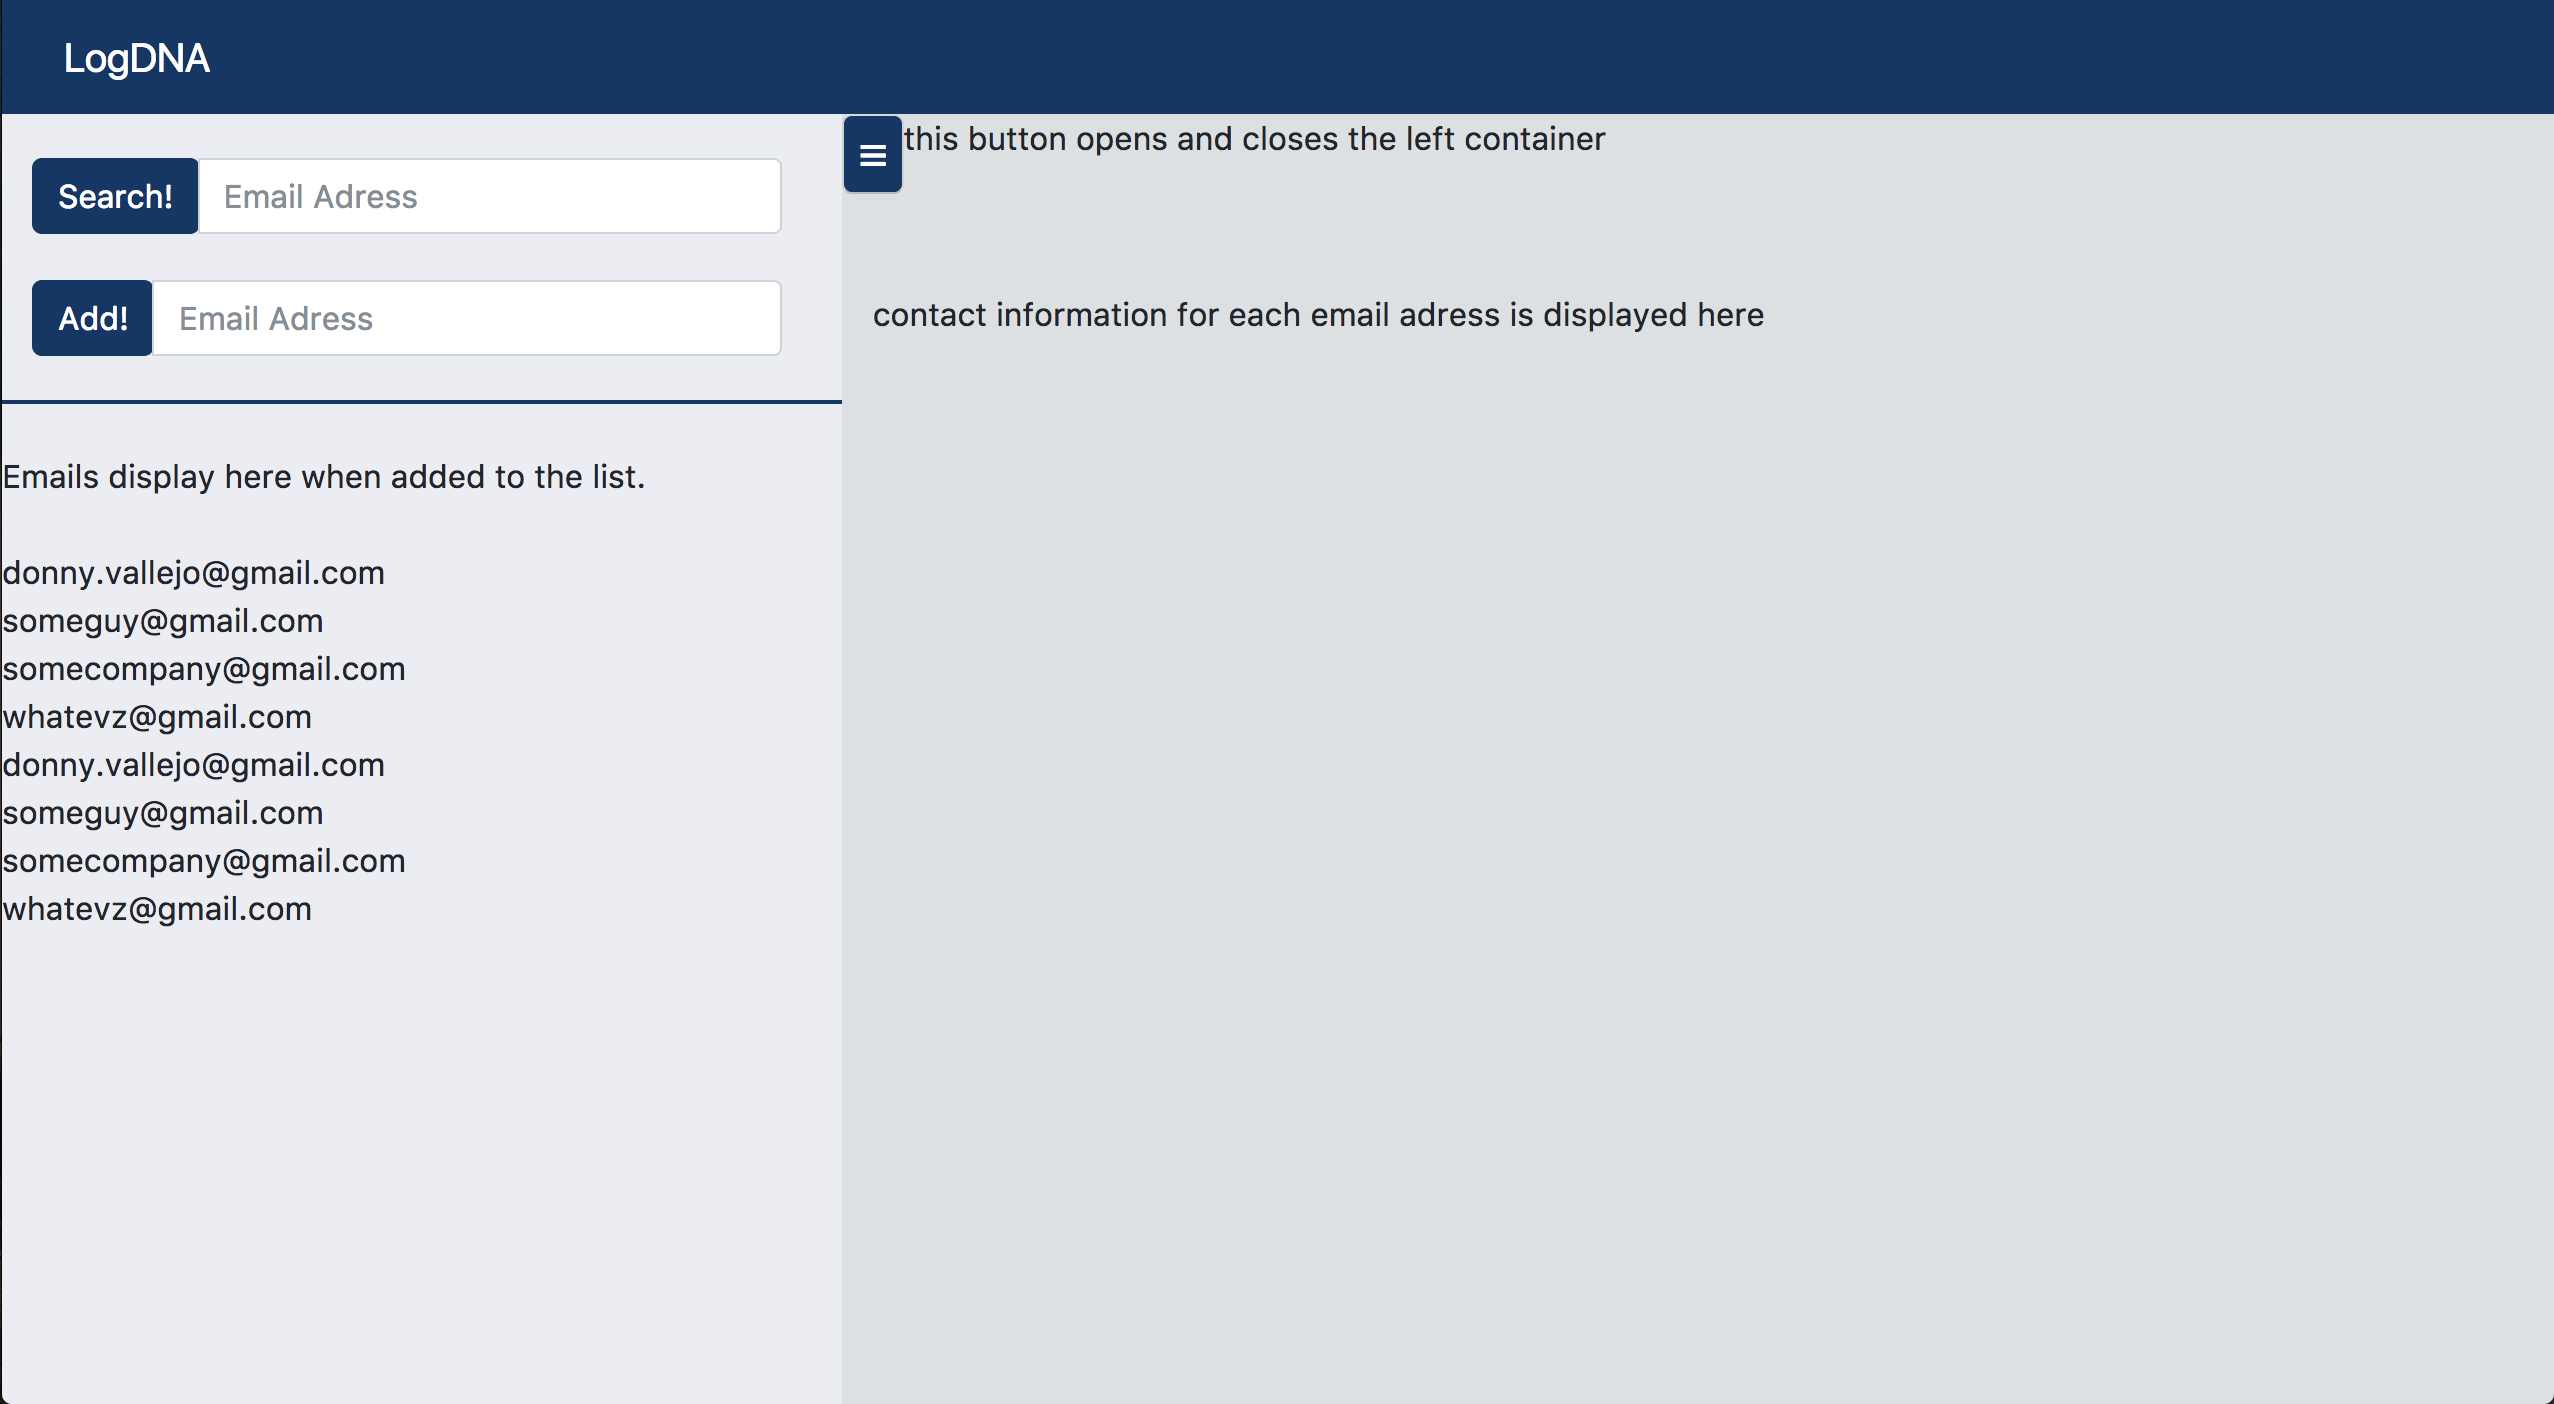 LogDNA
Search!
Email Adress
Add!
Email Adress
Emails display here when added to the list.
donny.vallejo@gmail.com
someguy@gmail.com
somecompany@gmail.com
whatevz@gmail.com
donny.vallejo@gmail.com
someguy@gmail.com
somecompany@gmail.com
whatevz@gmail.com
this button opens and closes the left container
contact information for each email adress is displayed here